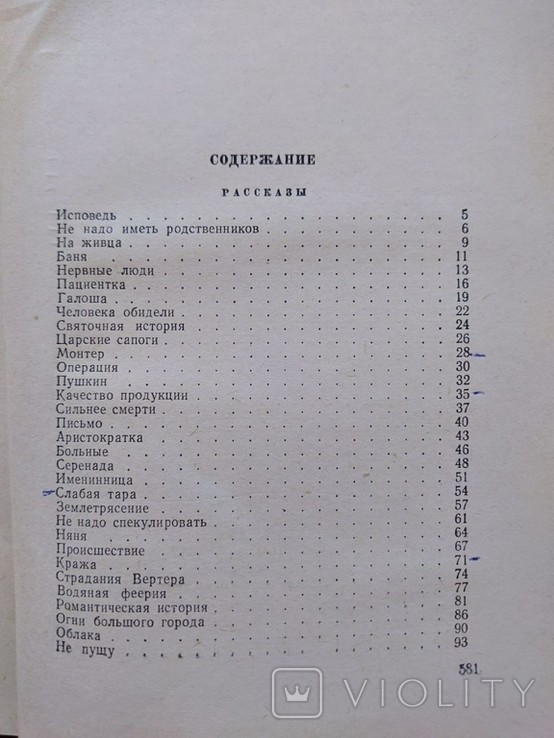 СОДЕРЖАНИЕ
РАССКАЗЫ
Исповедь . . . . . . . . . . . . . . 5
Не надо иметь родственников . . . . . . . . 6
На живца . . . . . . . . . . . . . . 9
Баня . . . . . . . . . . . . . . . . 11
Нервные люди . . . . . . . . . . . . . 13
Пациентка . . . . . . . . . . . . . . 16
Галоша . . . . . . . . . . . . . . . 19
Человека обидели . . . . . . . . . . . . 22
Святочная история . . . . . . . . . . . 24
Царские сапоги . . . . . . . . . . . . 26
Монтер . . . . . . . . . . . . . . . 28
Операция . . . . . . . . . . . . . . 30
Пушкин . . . . . . . . . . . . . . . 32
Качество продукции . . . . . . . . . . . 35
Сильнее смерти . . . . . . . . . . . . 37
Письмо . . . . . . . . . . . . . . . 40
Аристократка . . . . . . . . . . . . . 43
Больные . . . . . . . . . . . . . . . 46
Серенада . . . . . . . . . . . . . . 48
Именинница . . . . . . . . . . . . . . 51
Слабая тара . . . . . . . . . . . . . 54
Землетрясение . . . . . . . . . . . . . 57
Не надо спекулировать . . . . . . . . . . 61
Няня . . . . . . . . . . . . . . . . 64
Происшествие . . . . . . . . . . . . . 67
Кража . . . . . . . . . . . . . . . 71
Страдания Вертера . . . . . . . . . . . 74
Водяная феерия . . . . . . . . . . . . 77
Романтическая история . . . . . . . . . . 81
Огни большого города . . . . . . . . . . 86
Облака . . . . . . . . . . . . . . . 90
Не пущу . . . . . . . . . . . . . . . 93
581
VIOLITY